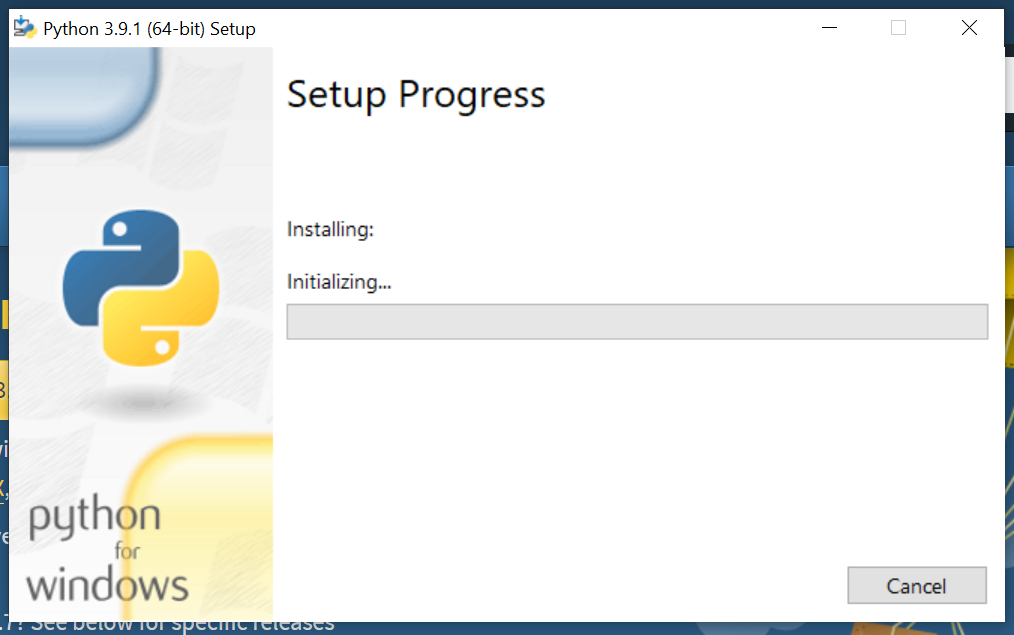 Python 3.9.1 (64-bit) Setup
Setup Progress
Installing:
Initializing...
python
for
windows
Cancel
.7? See below for specific releases